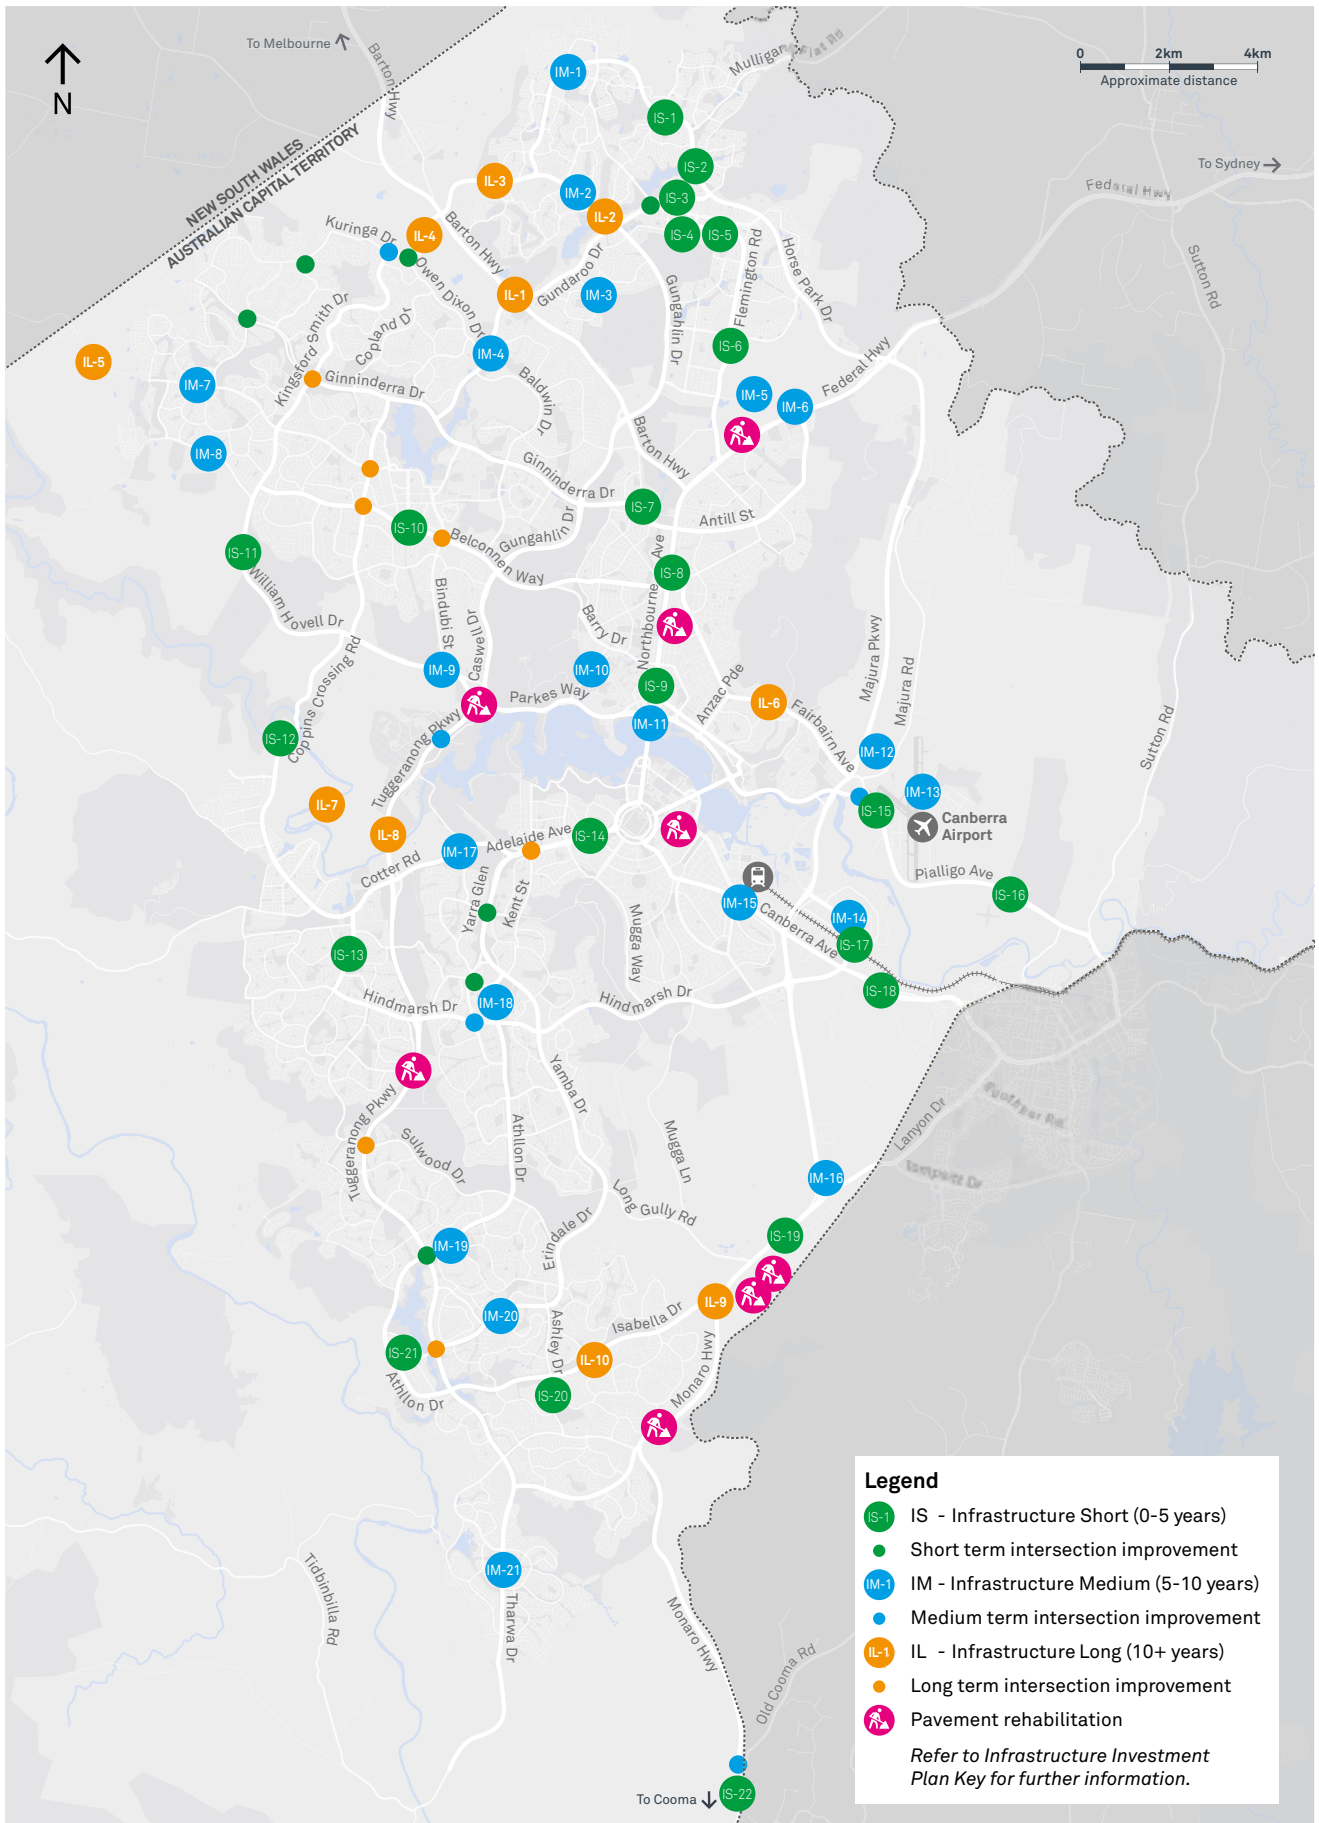 To Melbourne
Barton Hwy
N
NEW SOUTH WALES
AUSTRALIAN CAPITAL TERRITORY
0 2km 4km
Approximate distance
To Sydney
Federal Hwy
Sutton Rd
IM-1
IS-1
IS-2
IS-3
IL-3
IM-2
IL-2
IS-4
IS-5
Kuringa Dr
IL-4
Barton Hwy
Owen Dixon Dr
IL-1
Gundaroo Dr
IM-3
Gungahlin Dr
Flemington Rd
Horse Park Dr
Kingsford Smith Dr
Copland Dr
IM-4
IS-6
IL-5
IM-7
Ginninderra Dr
Baldwin Dr
IM-5
IM-6
Federal Hwy
IM-8
Barton Hwy
Ginninderra Dr
IS-7
Antill St
IS-10
Belconnen Way
Gungahlin Dr
IS-11
IS-8
William Hovell Dr
Bindubi St
Caswell Dr
Barry Dr
Northbourne Ave
Majura Pkwy
Majura Rd
Coppins Crossing Rd
IM-9
IM-10
IS-9
Anzac Pde
IL-6
Fairbairn Ave
Parkes Way
IM-11
Sutton Rd
IS-12
Tuggeranong Pkwy
IM-12
IM-13
IS-15
Canberra
Airport
IL-7
IL-8
IM-17
Adelaide Ave
IS-14
Cotter Rd
Yarra Glen
Kent St
Pialligo Ave
IS-16
IM-15
IM-14
IS-17
Canberra Ave
Mugga Way
IS-13
IS-18
Hindmarsh Dr
IM-18
Hindmarsh Dr
Yamba Dr
Tuggeranong Pkwy
Sulwood Dr
Athllon Dr
Mugga Ln
Lanyon Dr
IM-16
Long Gully Rd
IS-19
IM-19
Erindale Dr
IM-20
IL-9
Isabella Dr
Ashley Dr
IS-21
IL-10
Monaro Hwy
Athllon Dr
IS-20
IM-21
Tidbinbilla Rd
Tharwa Dr
Monaro Hwy
Old Cooma Rd
To Cooma
IS-22
Legend
IS-1 IS - Infrastructure Short (0-5 years)
Short term intersection improvement
IM-1 IM - Infrastructure Medium (5-10 years)
Medium term intersection improvement
IL-1 IL - Infrastructure Long (10+ years)
Long term intersection improvement
Pavement rehabilitation
Refer to Infrastructure Investment
Plan Key for further information.